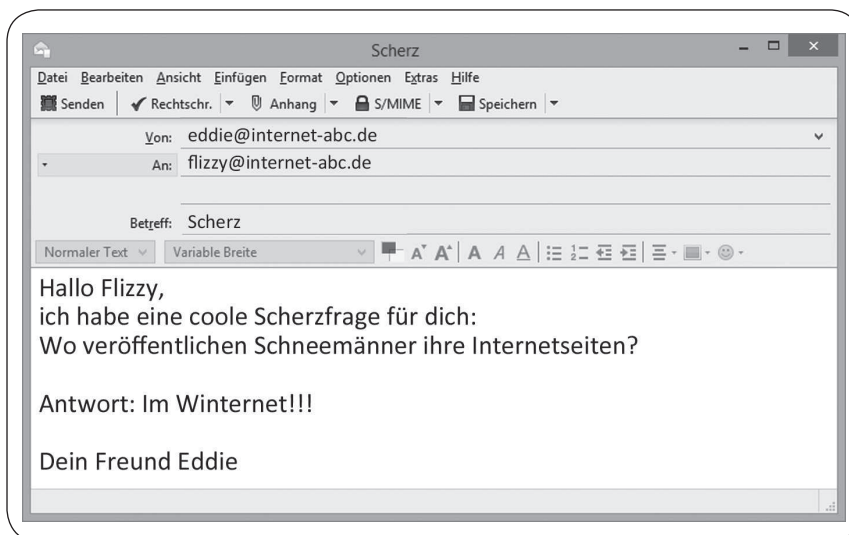 Scherz
Datei Bearbeiten Ansicht Einfügen Format Optionen Extras Hilfe
Senden Rechtschr. Anhang S/MIME Speichern
Von: eddie@internet-abc.de
An: flizzy@internet-abc.de
Betreff: Scherz
Normaler Text Variable Breite
Hallo Flizzy,
ich habe eine coole Scherzfrage für dich:
Wo veröffentlichen Schneemänner ihre Internetseiten?
Antwort: Im Winternet!!!
Dein Freund Eddie